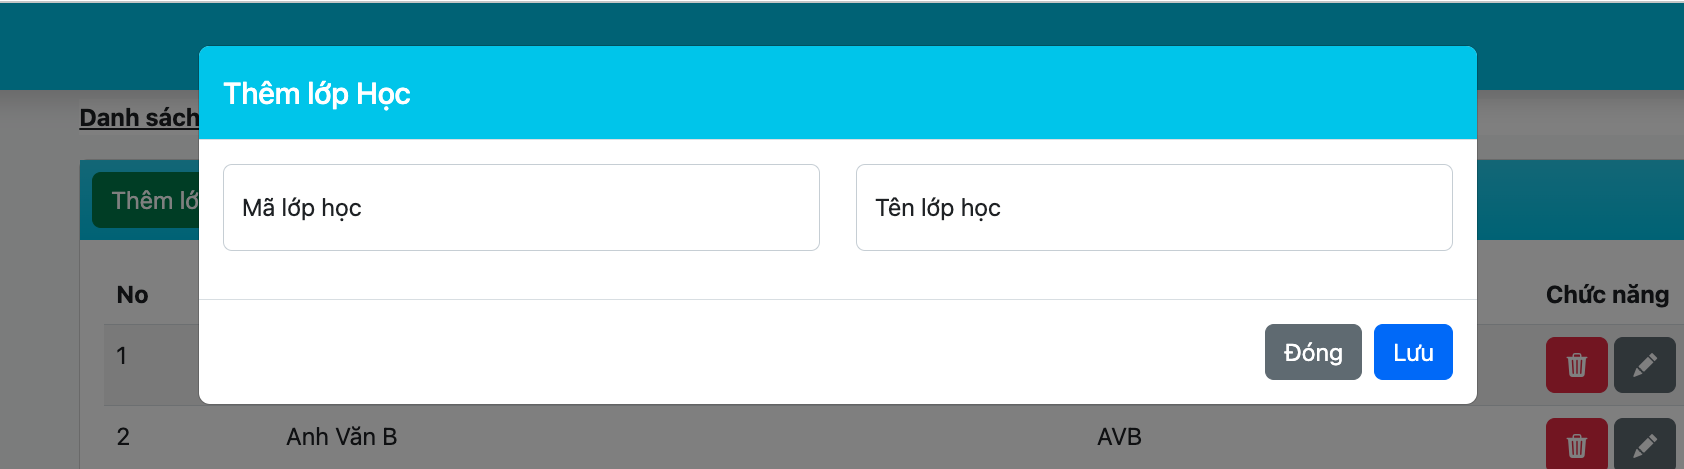 Thêm lớp Học
Danh sách
Thêm
Mã lớp học
Tên lớp học
No
Chức năng
Đóng
Lưu
1
2
Anh Văn B
AVB